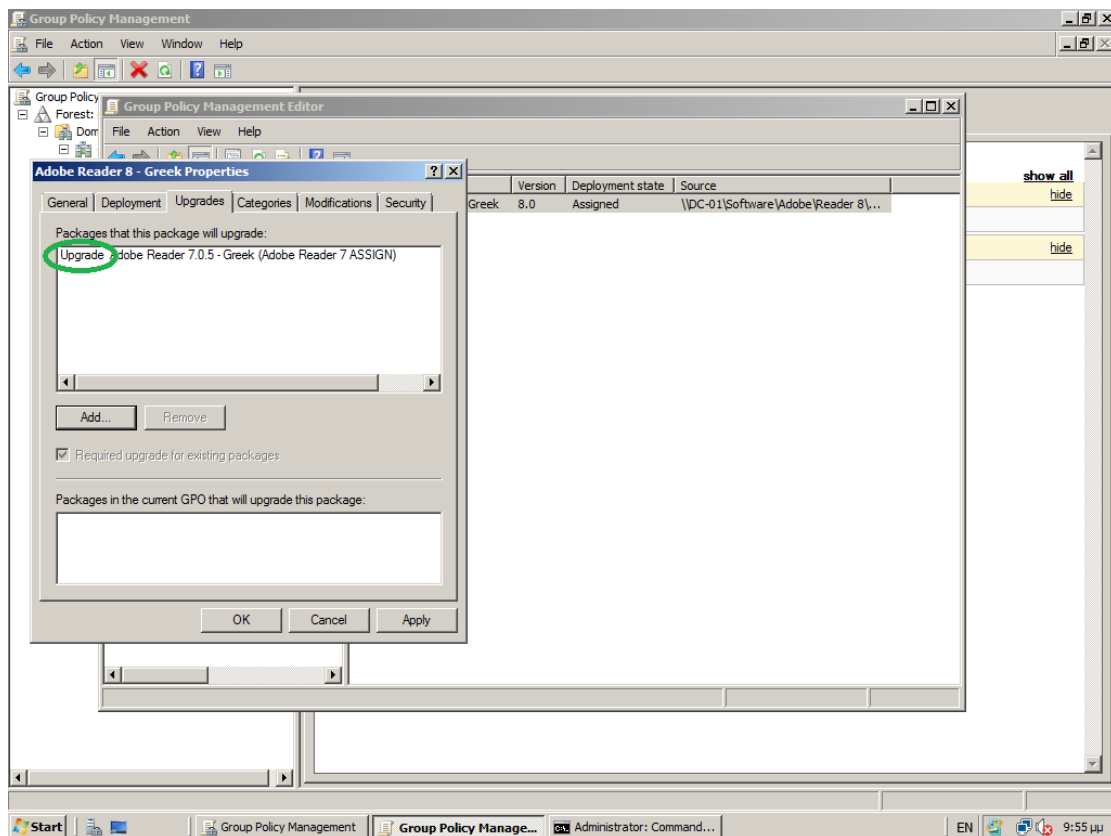 Group Policy Management
File Action View Window Help
Group Policy
Forest:
Dom
Group Policy Management Editor
File Action View Help
Adobe Reader 8 - Greek Properties
General Deployment Upgrades Categories Modifications Security
Packages that this package will upgrade:
Upgrade Adobe Reader 7.0.5 - Greek (Adobe Reader 7 ASSIGN)
Add... Remove
Required upgrade for existing packages
Packages in the current GPO that will upgrade this package:
OK Cancel Apply
Version Deployment state Source
Greek 8.0 Assigned \\DC-01\Software\Adobe\Reader 8\...
show all
hide
hide
Start Group Policy Management Group Policy Manage... Administrator: Command... EN 9:55 μμ